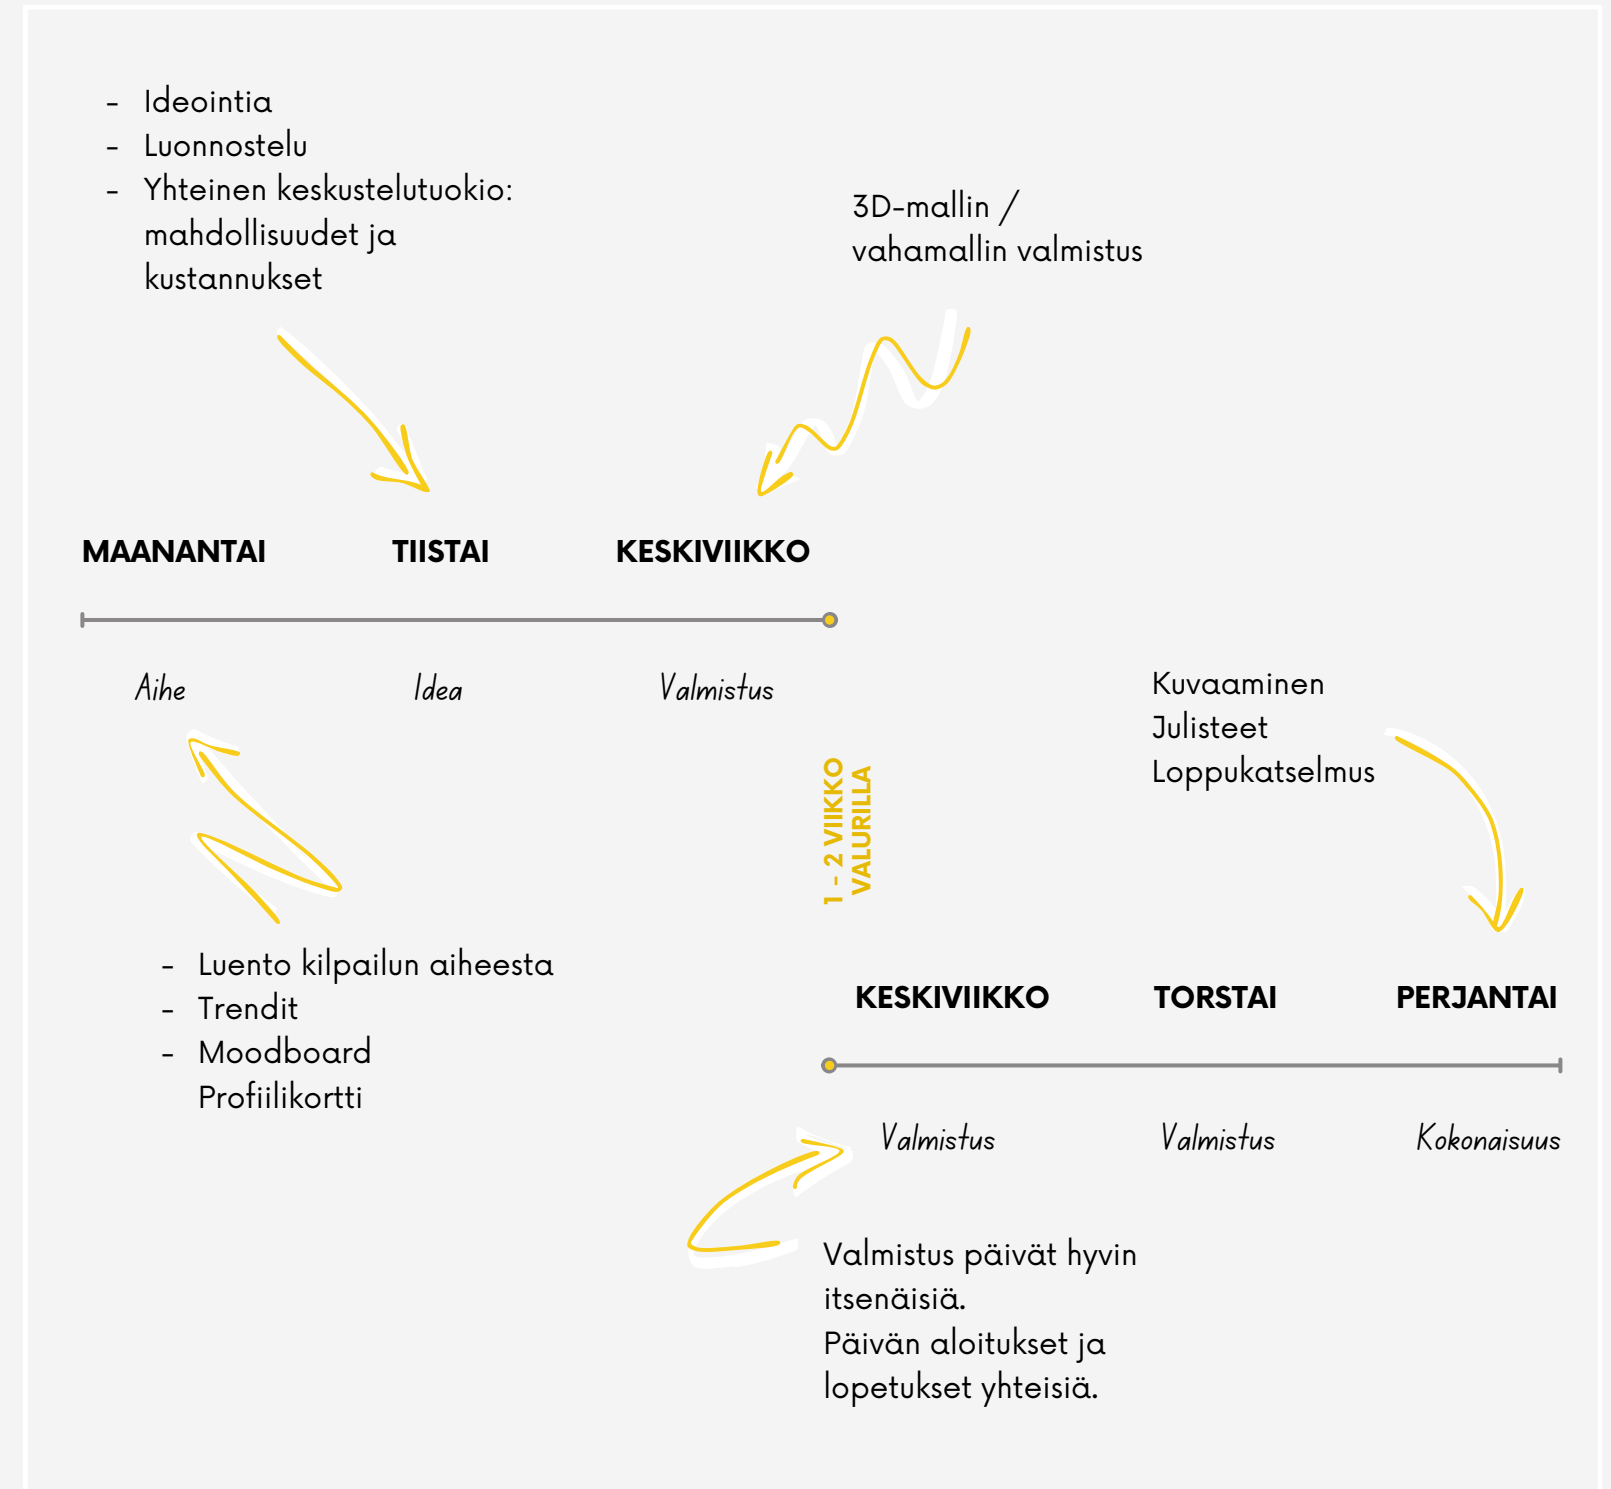 - Ideointia
- Luonnostelu
- Yhteinen keskustelutuokio:
mahdollisuudet ja
kustannukset
3D-mallin /
vahamallin valmistus
MAANANTAI TIISTAI KESKIVIIKKO
Aihe Idea Valmistus
Kuvaaminen
Julisteet
Loppukatselmus
1 - 2 VIIKKO
VALURILLA
- Luento kilpailun aiheesta
- Trendit
- Moodboard
Profiilikortti
KESKIVIIKKO TORSTAI PERJANTAI
Valmistus Valmistus Kokonaisuus
Valmistus päivät hyvin
itsenäisiä.
Päivän aloitukset ja
lopetukset yhteisiä.